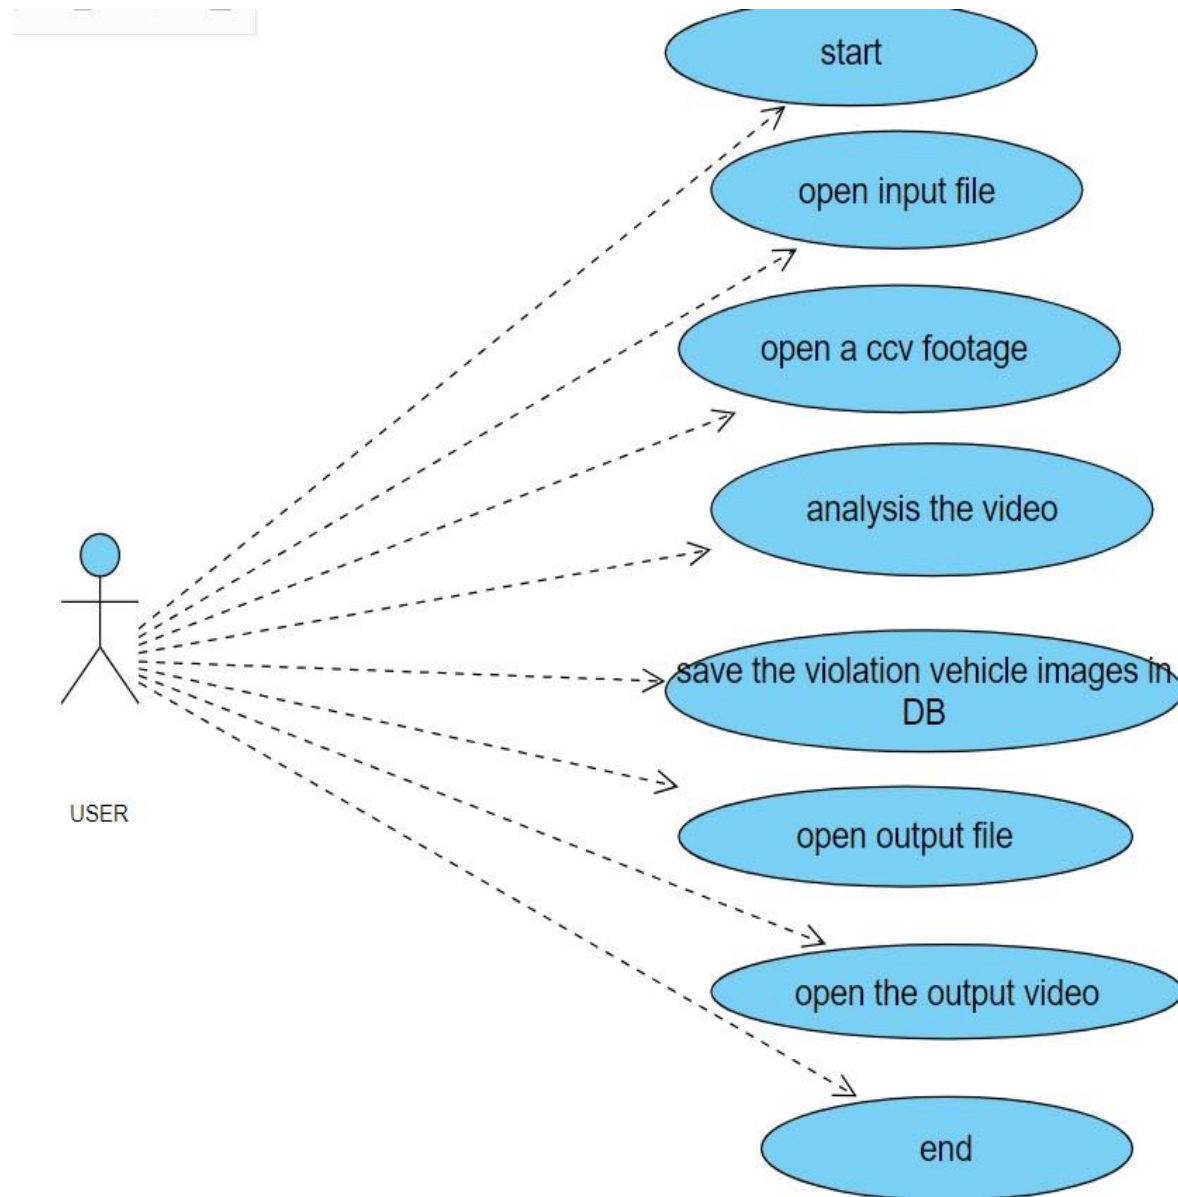 start
open input file
open a ccv footage
analysis the video
save the violation vehicle images in
DB
USER
open output file
open the output video
end